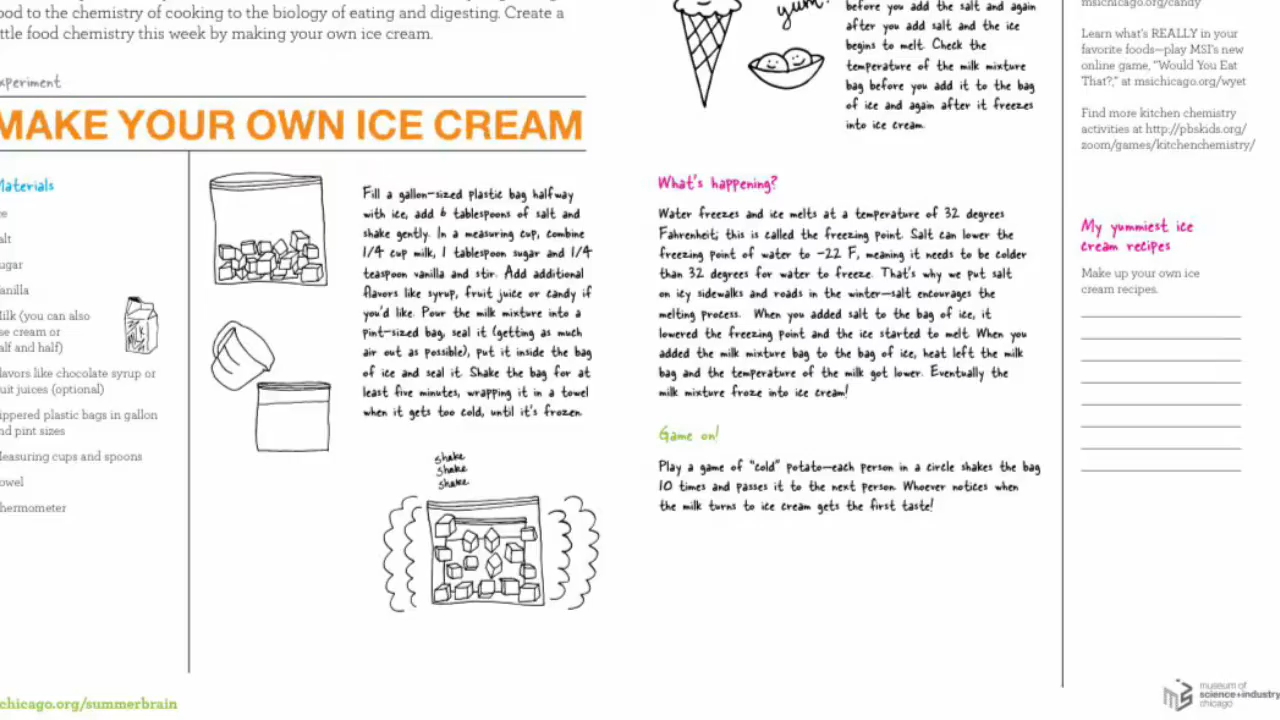 ood to the chemistry of cooking to the biology of eating and digesting. Create a
ttle food chemistry this week by making your own ice cream.
xperiment
MAKE YOUR OWN ICE CREAM
Materials
ce
alt
ugar
anilla
Milk (you can also
se cream or
alf and half)
lavors like chocolate syrup or
uit juices (optional)
ippered plastic bags in gallon
nd pint sizes
Measuring cups and spoons
owel
hermometer
Fill a gallon-sized plastic bag halfway
with ice, add 6 tablespoons of salt and
shake gently. In a measuring cup, combine
1/4 cup milk, 1 tablespoon sugar and 1/4
teaspoon vanilla and stir. Add additional
flavors like syrup, fruit juice or candy if
you'd like. Pour the milk mixture into a
pint-sized bag, seal it (getting as much
air out as possible), put it inside the bag
of ice and seal it. Shake the bag for at
least five minutes, wrapping it in a towel
when it gets too cold, until it's frozen.
shake
shake
shake
yum!
before you add the salt and again
after you add salt and the ice
begins to melt. Check the
temperature of the milk mixture
bag before you add it to the bag
of ice and again after it freezes
into ice cream.
What's happening?
Water freezes and ice melts at a temperature of 32 degrees
Fahrenheit; this is called the freezing point. Salt can lower the
freezing point of water to -22 F, meaning it needs to be colder
than 32 degrees for water to freeze. That's why we put salt
on icy sidewalks and roads in the winter—salt encourages the
melting process. When you added salt to the bag of ice, it
lowered the freezing point and the ice started to melt. When you
added the milk mixture bag to the bag of ice, heat left the milk
bag and the temperature of the milk got lower. Eventually the
milk mixture froze into ice cream!
Game on!
Play a game of "cold" potato—each person in a circle shakes the bag
10 times and passes it to the next person. Whoever notices when
the milk turns to ice cream gets the first taste!
msichicago.org/candy
Learn what's REALLY in your
favorite foods—play MSI's new
online game, "Would You Eat
That?," at msichicago.org/wyet
Find more kitchen chemistry
activities at http://pbskids.org/
zoom/games/kitchenchemistry/
My yummiest ice
cream recipes
Make up your own ice
cream recipes.
chicago.org/summerbrain
museum of
science+industry
chicago